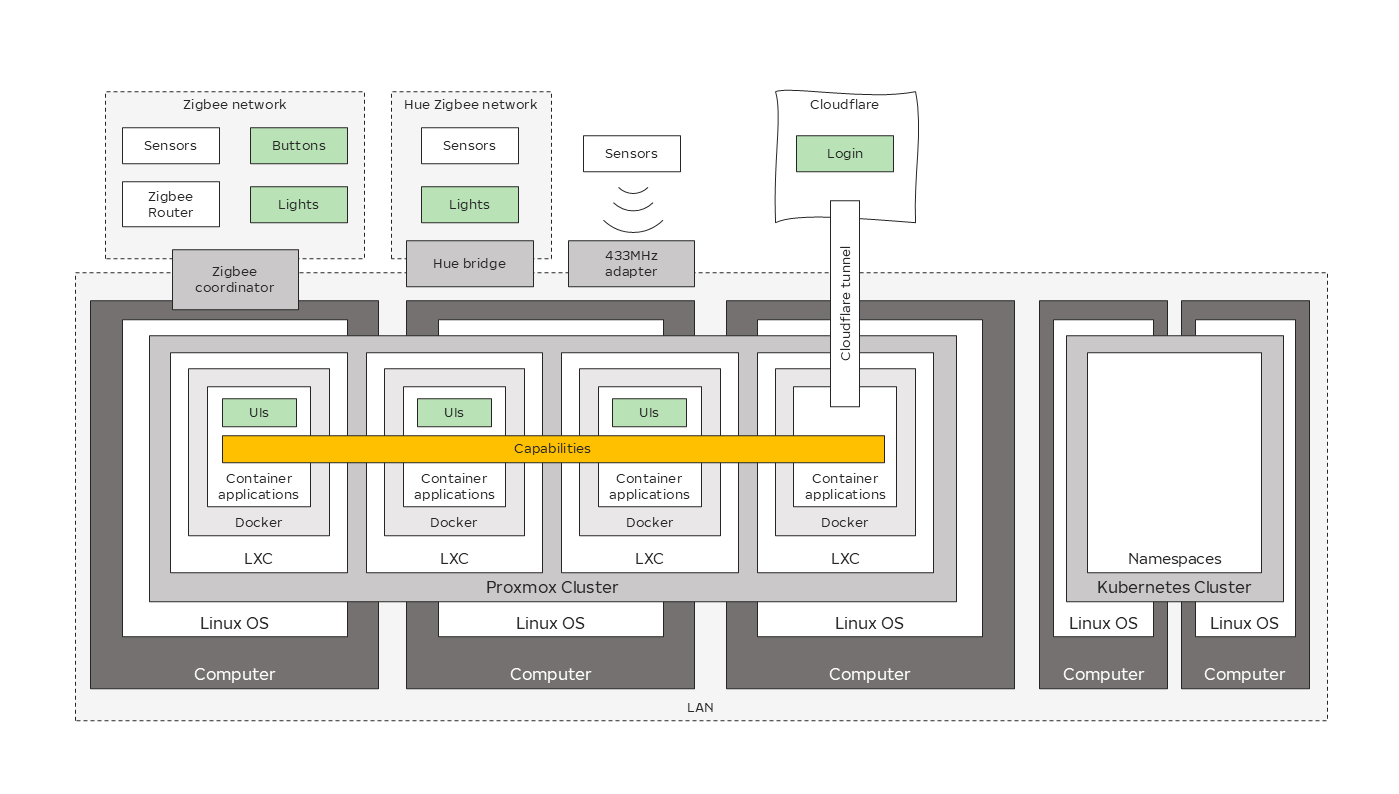 Zigbee network
Sensors
Buttons
Zigbee
Router
Lights
Zigbee
coordinator
Hue Zigbee network
Sensors
Lights
Hue bridge
Sensors
433MHz
adapter
Cloudflare
Login
Cloudflare tunnel
UIs
UIs
UIs
Capabilities
Container
applications
Container
applications
Container
applications
Container
applications
Docker
Docker
Docker
Docker
LXC
LXC
LXC
LXC
Namespaces
Proxmox Cluster
Kubernetes Cluster
Linux OS
Linux OS
Linux OS
Linux OS
Linux OS
Computer
Computer
Computer
Computer
Computer
LAN